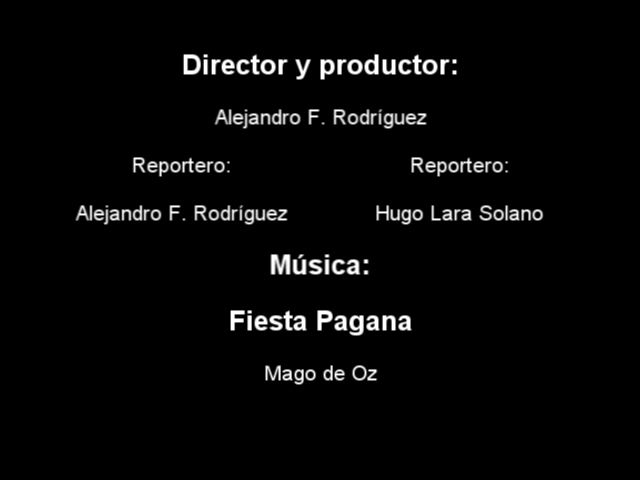 Director y productor:
Alejandro F. Rodríguez
Reportero: Reportero:
Alejandro F. Rodríguez Hugo Lara Solano
Música:
Fiesta Pagana
Mago de Oz